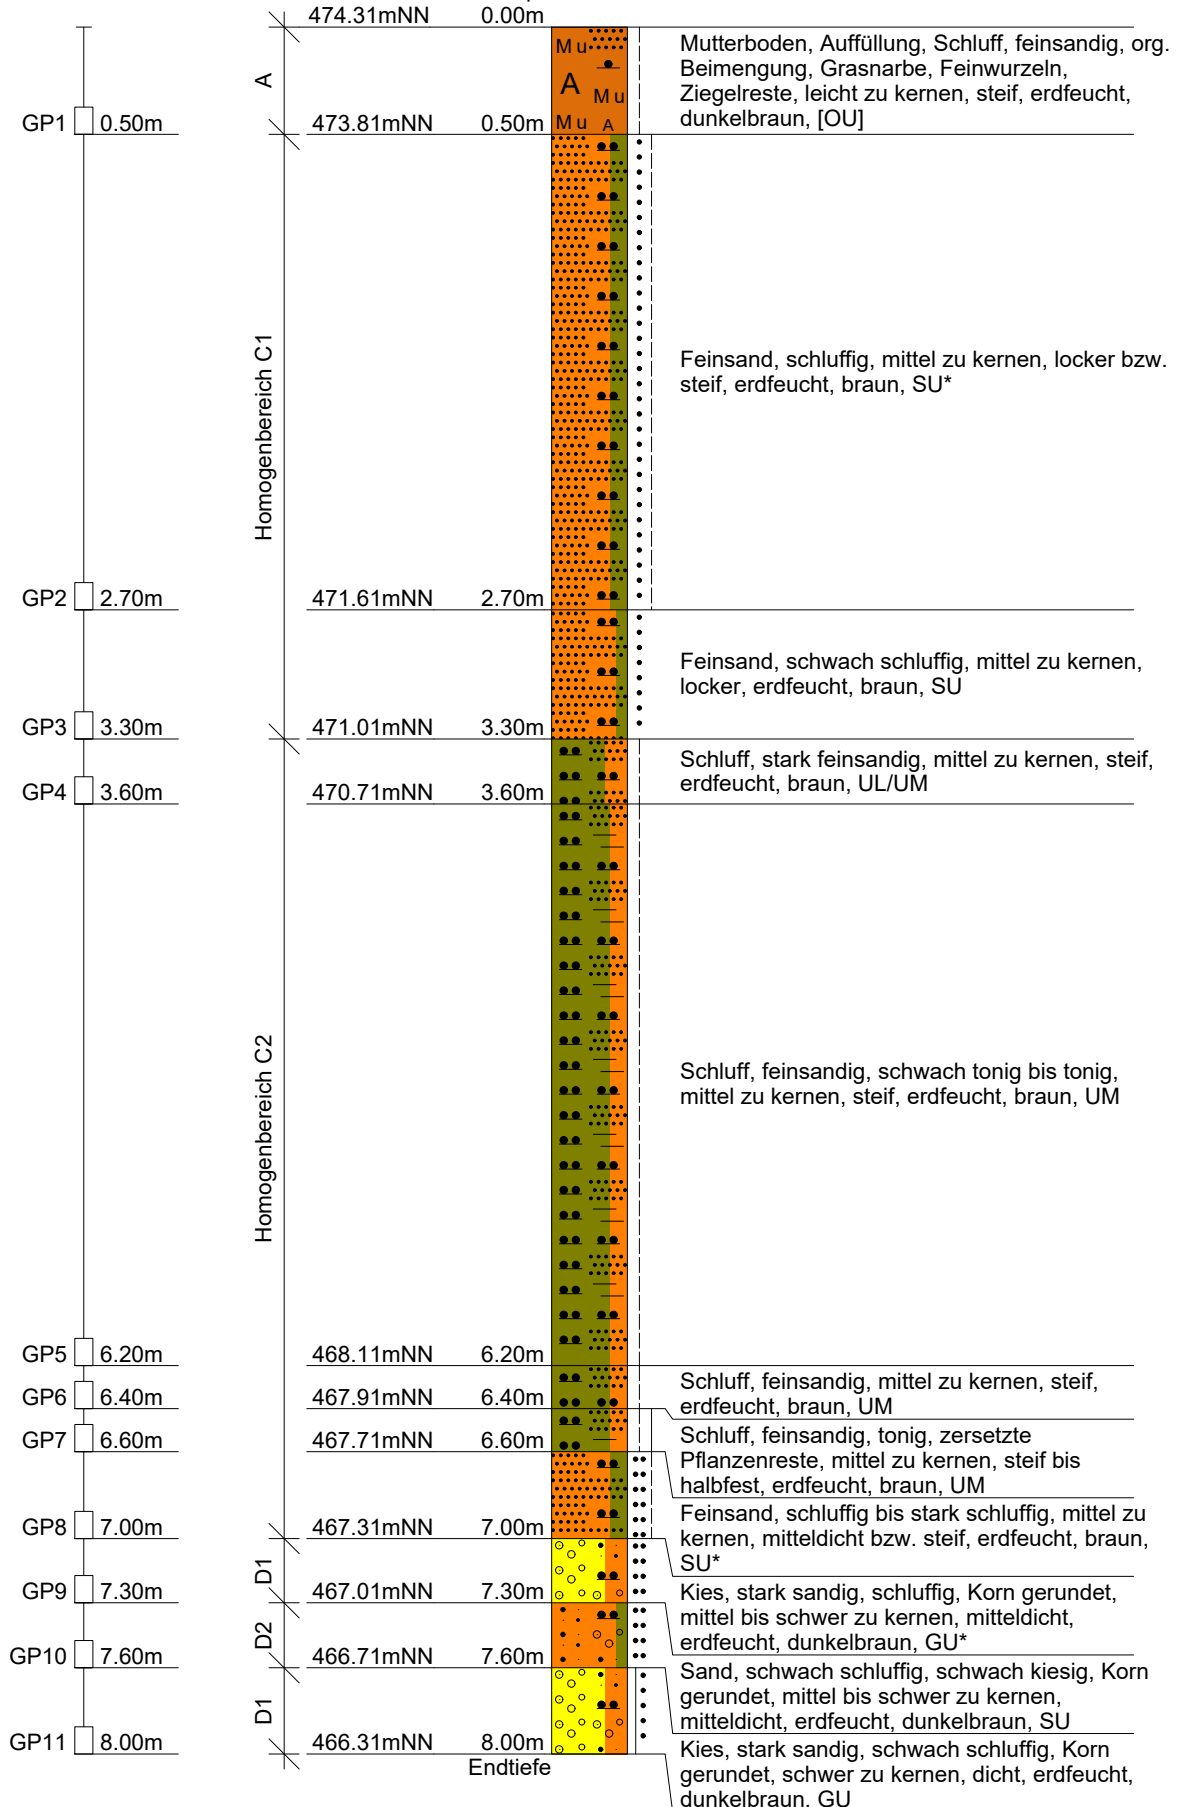 474.31mNN 0.00m
Mu
A
Mu
Mu A
A
Mutterboden, Auffüllung, Schluff, feinsandig, org.
Beimengung, Grasnarbe, Feinwurzeln,
Ziegelreste, leicht zu kernen, steif, erdfeucht,
dunkelbraun, [OU]
GP1 0.50m 473.81mNN 0.50m
Homogenbereich C1
Feinsand, schluffig, mittel zu kernen, locker bzw.
steif, erdfeucht, braun, SU*
GP2 2.70m 471.61mNN 2.70m
Feinsand, schwach schluffig, mittel zu kernen,
locker, erdfeucht, braun, SU
GP3 3.30m 471.01mNN 3.30m
Schluff, stark feinsandig, mittel zu kernen, steif,
erdfeucht, braun, UL/UM
GP4 3.60m 470.71mNN 3.60m
Homogenbereich C2
Schluff, feinsandig, schwach tonig bis tonig,
mittel zu kernen, steif, erdfeucht, braun, UM
GP5 6.20m 468.11mNN 6.20m
Schluff, feinsandig, mittel zu kernen, steif,
erdfeucht, braun, UM
GP6 6.40m 467.91mNN 6.40m
Schluff, feinsandig, tonig, zersetzte
Pflanzenreste, mittel zu kernen, steif bis
halbfest, erdfeucht, braun, UM
GP7 6.60m 467.71mNN 6.60m
Feinsand, schluffig bis stark schluffig, mittel zu
kernen, mitteldicht bzw. steif, erdfeucht, braun,
SU*
GP8 7.00m 467.31mNN 7.00m
D1
Kies, stark sandig, schluffig, Korn gerundet,
mittel bis schwer zu kernen, mitteldicht,
erdfeucht, dunkelbraun, GU*
GP9 7.30m 467.01mNN 7.30m
D2
Sand, schwach schluffig, schwach kiesig, Korn
gerundet, mittel bis schwer zu kernen,
mitteldicht, erdfeucht, dunkelbraun, SU
GP10 7.60m 466.71mNN 7.60m
D1
Kies, stark sandig, schwach schluffig, Korn
gerundet, schwer zu kernen, dicht, erdfeucht,
dunkelbraun, GU
GP11 8.00m 466.31mNN 8.00m
Endtiefe